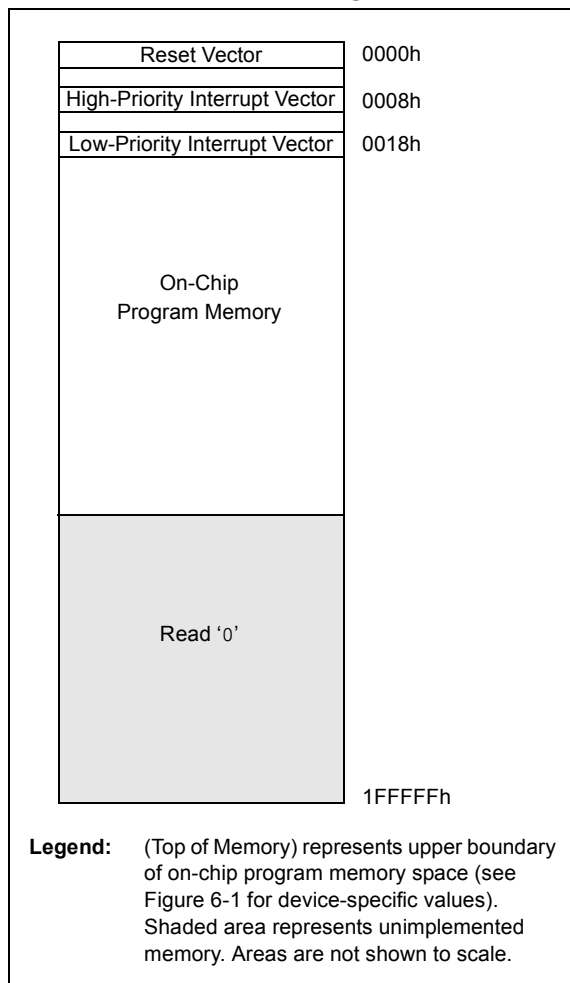 Reset Vector 0000h
High-Priority Interrupt Vector 0008h
Low-Priority Interrupt Vector 0018h
On-Chip
Program Memory
Read ‘0’
1FFFFFh
Legend: (Top of Memory) represents upper boundary
of on-chip program memory space (see
Figure 6-1 for device-specific values).
Shaded area represents unimplemented
memory. Areas are not shown to scale.